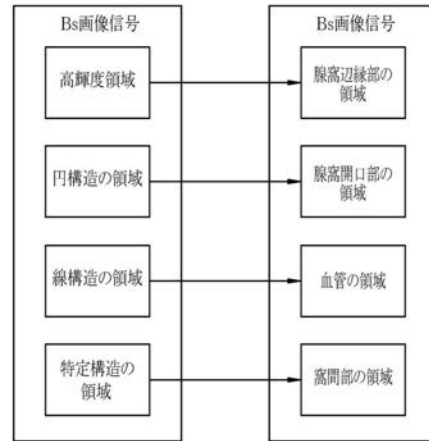 Bs画像信号
高輝度領域
円構造の領域
線構造の領域
特定構造の
領域
Bs画像信号
腺窩辺縁部の
領域
腺窩開口部の
領域
血管の領域
窩間部の領域